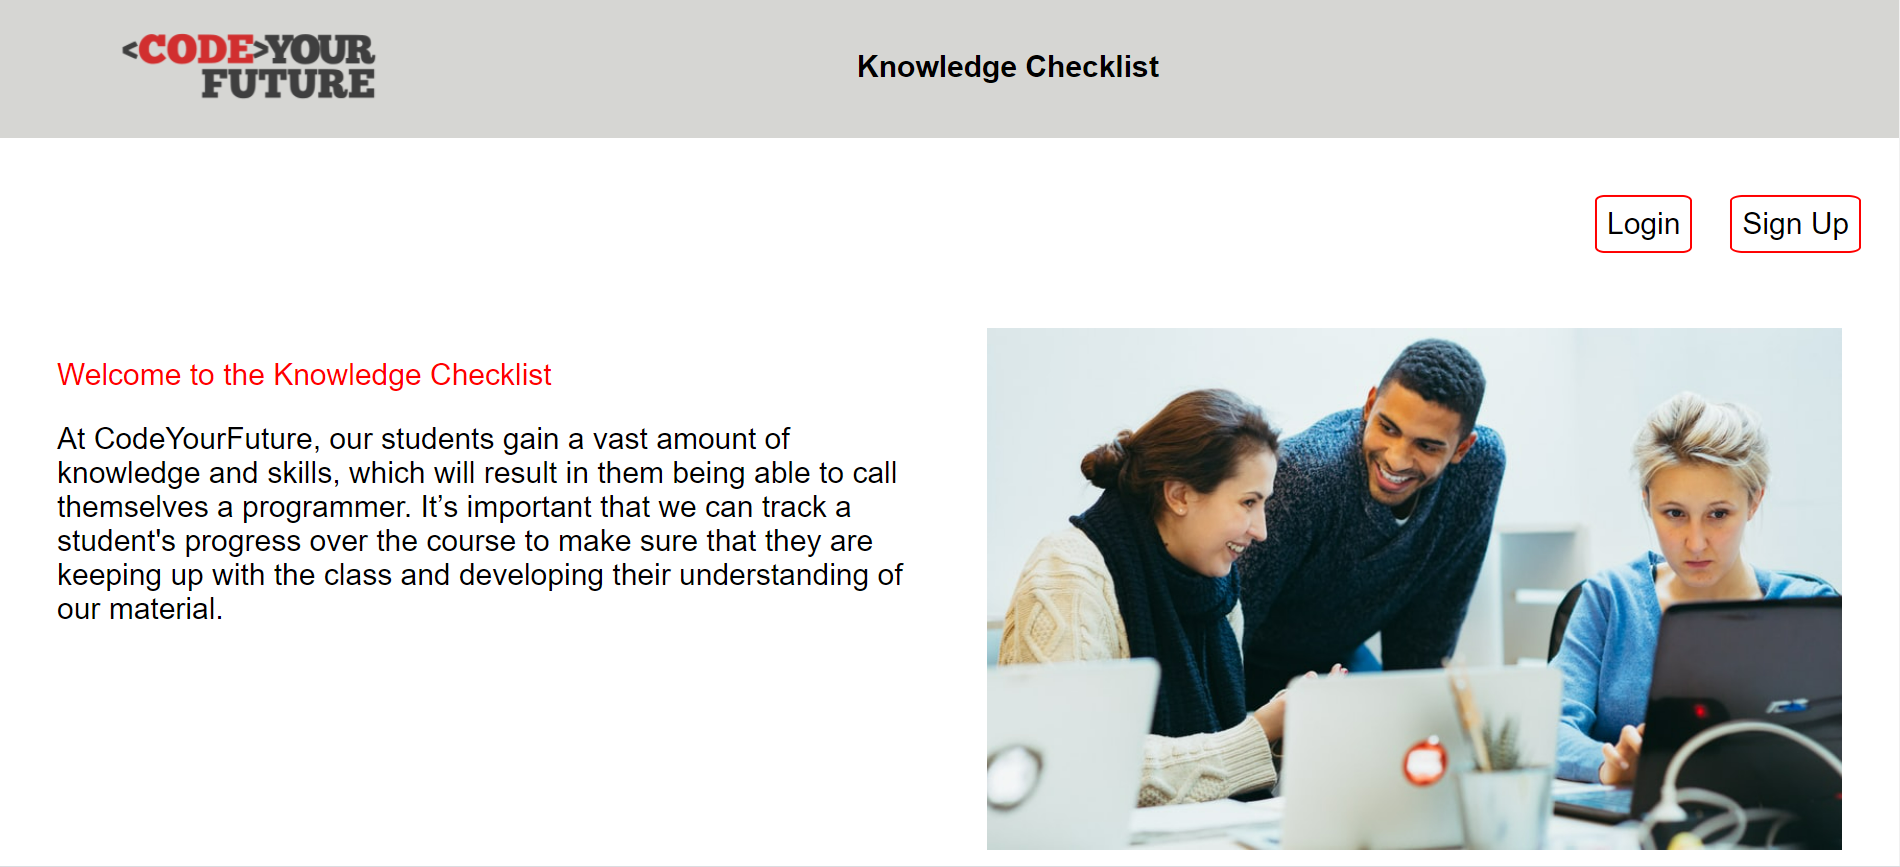 <CODE>YOUR
FUTURE
Knowledge Checklist
Login
Sign Up
Welcome to the Knowledge Checklist
At CodeYourFuture, our students gain a vast amount of
knowledge and skills, which will result in them being able to call
themselves a programmer. It’s important that we can track a
student's progress over the course to make sure that they are
keeping up with the class and developing their understanding of
our material.